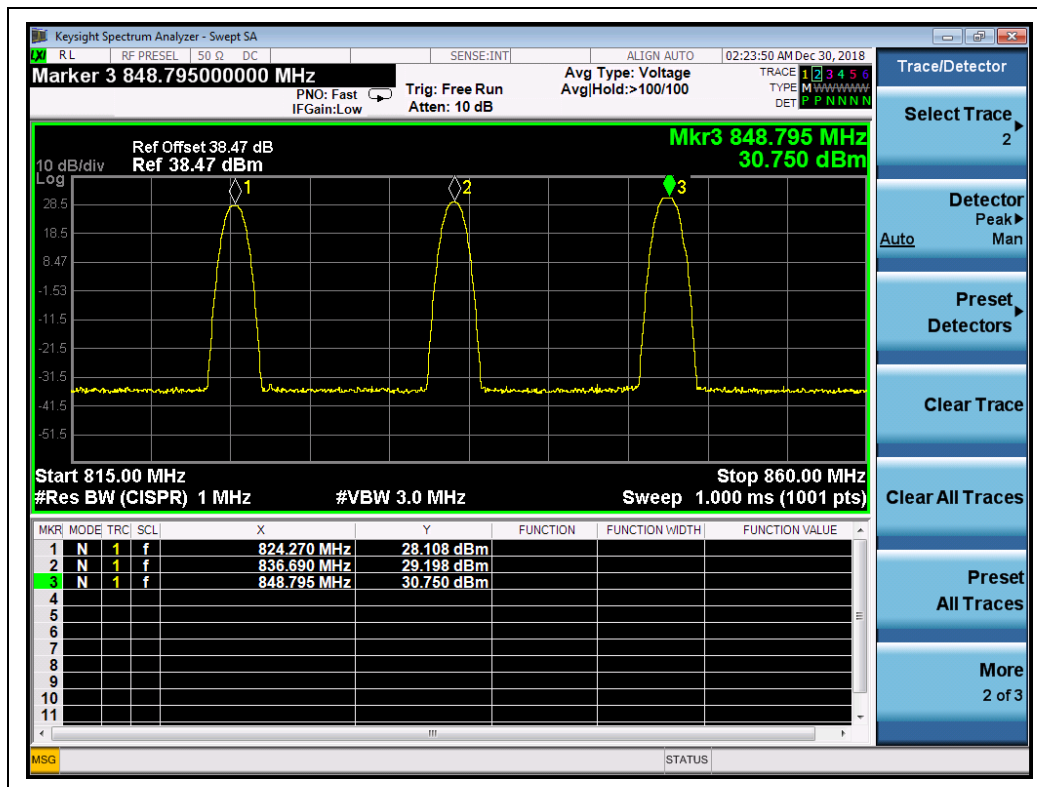 Keysight Spectrum Analyzer - Swept SA
LXI RL RF PRESEL 50 Ω DC SENSE:INT ALIGN AUTO 02:23:50 AM Dec 30, 2018
Marker 3 848.795000000 MHz
PNO: Fast
IFGain:Low
Trig: Free Run
Atten: 10 dB
Avg Type: Voltage
Avg|Hold:>100/100
TRACE 1 2 3 4 5 6
TYPE M W W W W W
DET P P N N N N
Ref Offset 38.47 dB
10 dB/div Ref 38.47 dBm
Log
Mkr3 848.795 MHz
30.750 dBm
1
2
3
28.5
18.5
8.47
-1.53
-11.5
-21.5
-31.5
-41.5
-51.5
Start 815.00 MHz Stop 860.00 MHz
#Res BW (CISPR) 1 MHz #VBW 3.0 MHz Sweep 1.000 ms (1001 pts)
MKR MODE TRC SCL X Y FUNCTION FUNCTION WIDTH FUNCTION VALUE
1 N 1 f 824.270 MHz 28.108 dBm
2 N 1 f 836.690 MHz 29.198 dBm
3 N 1 f 848.795 MHz 30.750 dBm
4
5
6
7
8
9
10
11
MSG STATUS
Trace/Detector
Select Trace
2
Detector
Peak
Auto Man
Preset
Detectors
Clear Trace
Clear All Traces
Preset
All Traces
More
2 of 3